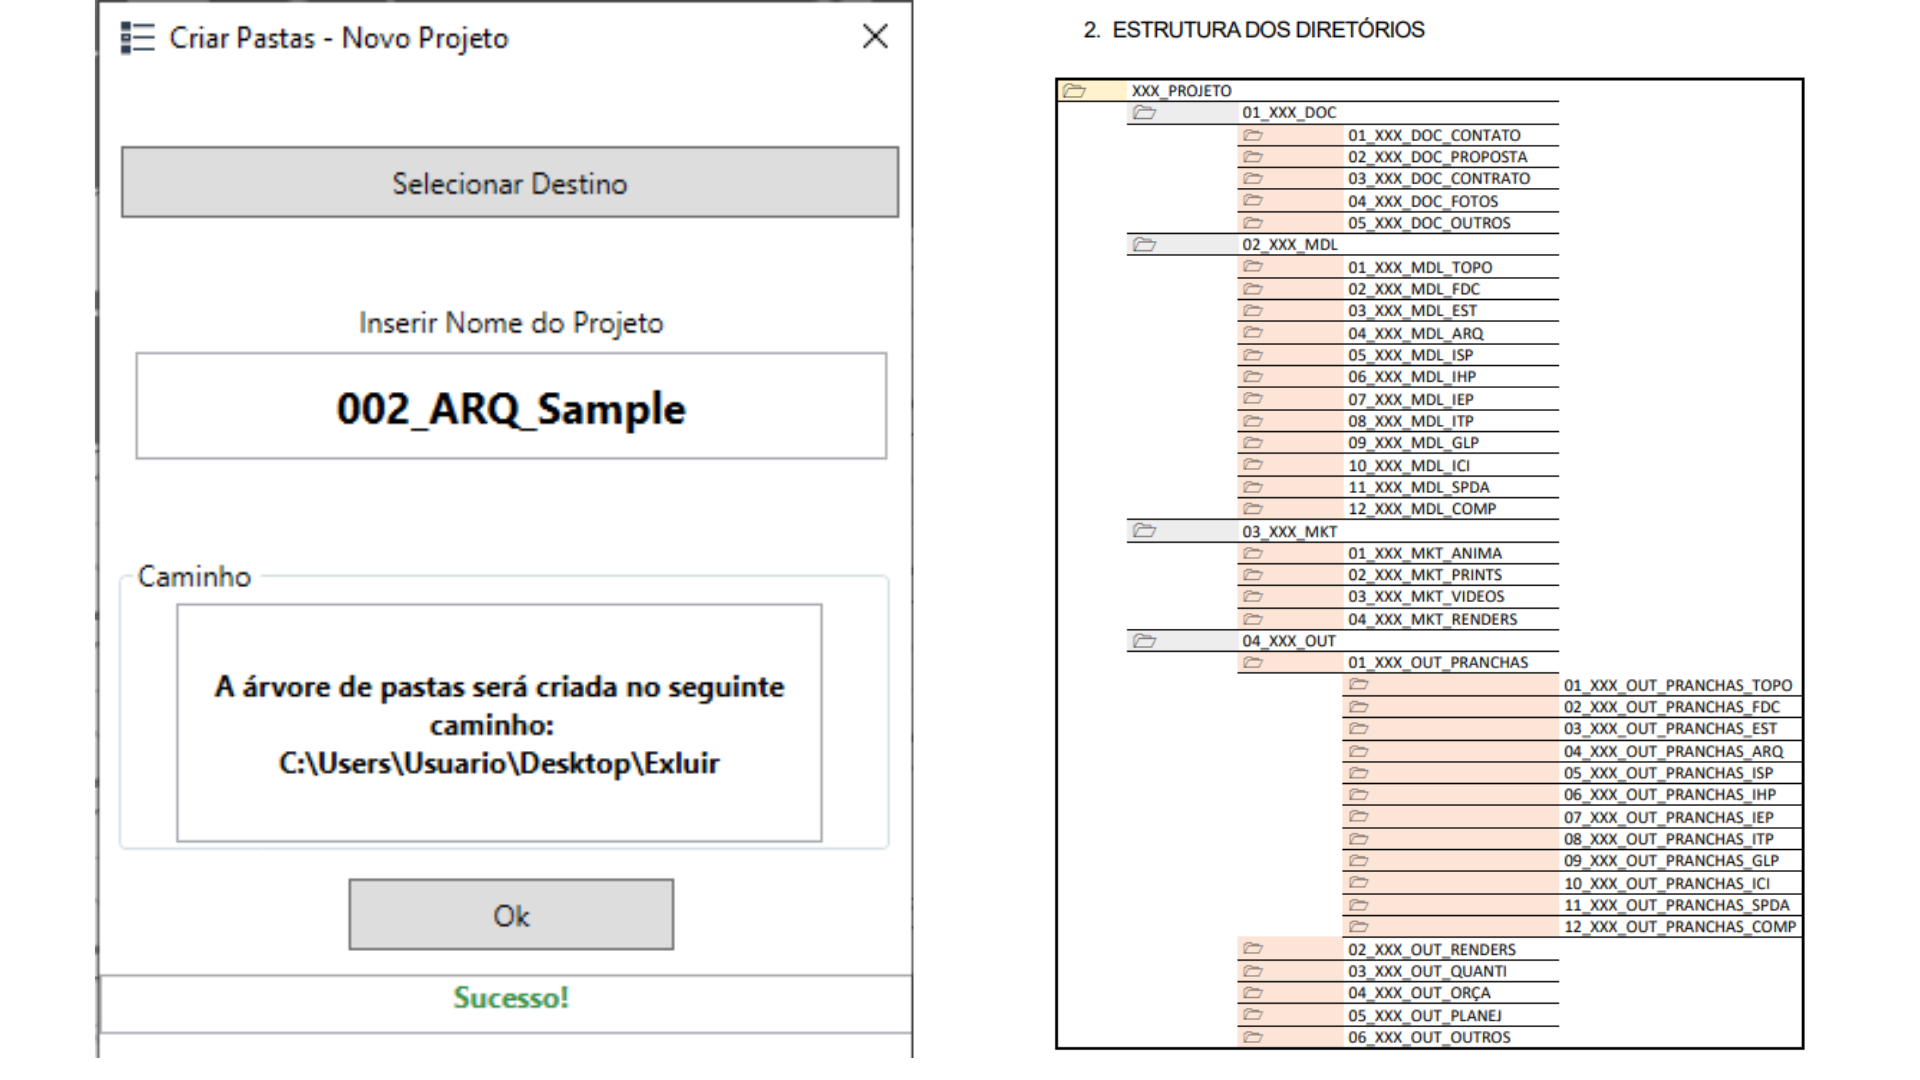 Criar Pastas - Novo Projeto
Selecionar Destino
Inserir Nome do Projeto
002_ARQ_Sample
Caminho
A árvore de pastas será criada no seguinte
caminho:
C:\Users\Usuario\Desktop\Exluir
Ok
Sucesso!
2. ESTRUTURA DOS DIRETÓRIOS
XXX_PROJETO
01_XXX_DOC
01_XXX_DOC_CONTATO
02_XXX_DOC_PROPOSTA
03_XXX_DOC_CONTRATO
04_XXX_DOC_FOTOS
05_XXX_DOC_OUTROS
02_XXX_MDL
01_XXX_MDL_TOPO
02_XXX_MDL_FDC
03_XXX_MDL_EST
04_XXX_MDL_ARQ
05_XXX_MDL_ISP
06_XXX_MDL_IHP
07_XXX_MDL_IEP
08_XXX_MDL_ITP
09_XXX_MDL_GLP
10_XXX_MDL_ICI
11_XXX_MDL_SPDA
12_XXX_MDL_COMP
03_XXX_MKT
01_XXX_MKT_ANIMA
02_XXX_MKT_PRINTS
03_XXX_MKT_VIDEOS
04_XXX_MKT_RENDERS
04_XXX_OUT
01_XXX_OUT_PRANCHAS
01_XXX_OUT_PRANCHAS_TOPO
02_XXX_OUT_PRANCHAS_FDC
03_XXX_OUT_PRANCHAS_EST
04_XXX_OUT_PRANCHAS_ARQ
05_XXX_OUT_PRANCHAS_ISP
06_XXX_OUT_PRANCHAS_IHP
07_XXX_OUT_PRANCHAS_IEP
08_XXX_OUT_PRANCHAS_ITP
09_XXX_OUT_PRANCHAS_GLP
10_XXX_OUT_PRANCHAS_ICI
11_XXX_OUT_PRANCHAS_SPDA
12_XXX_OUT_PRANCHAS_COMP
02_XXX_OUT_RENDERS
03_XXX_OUT_QUANTI
04_XXX_OUT_ORÇA
05_XXX_OUT_PLANEJ
06_XXX_OUT_OUTROS